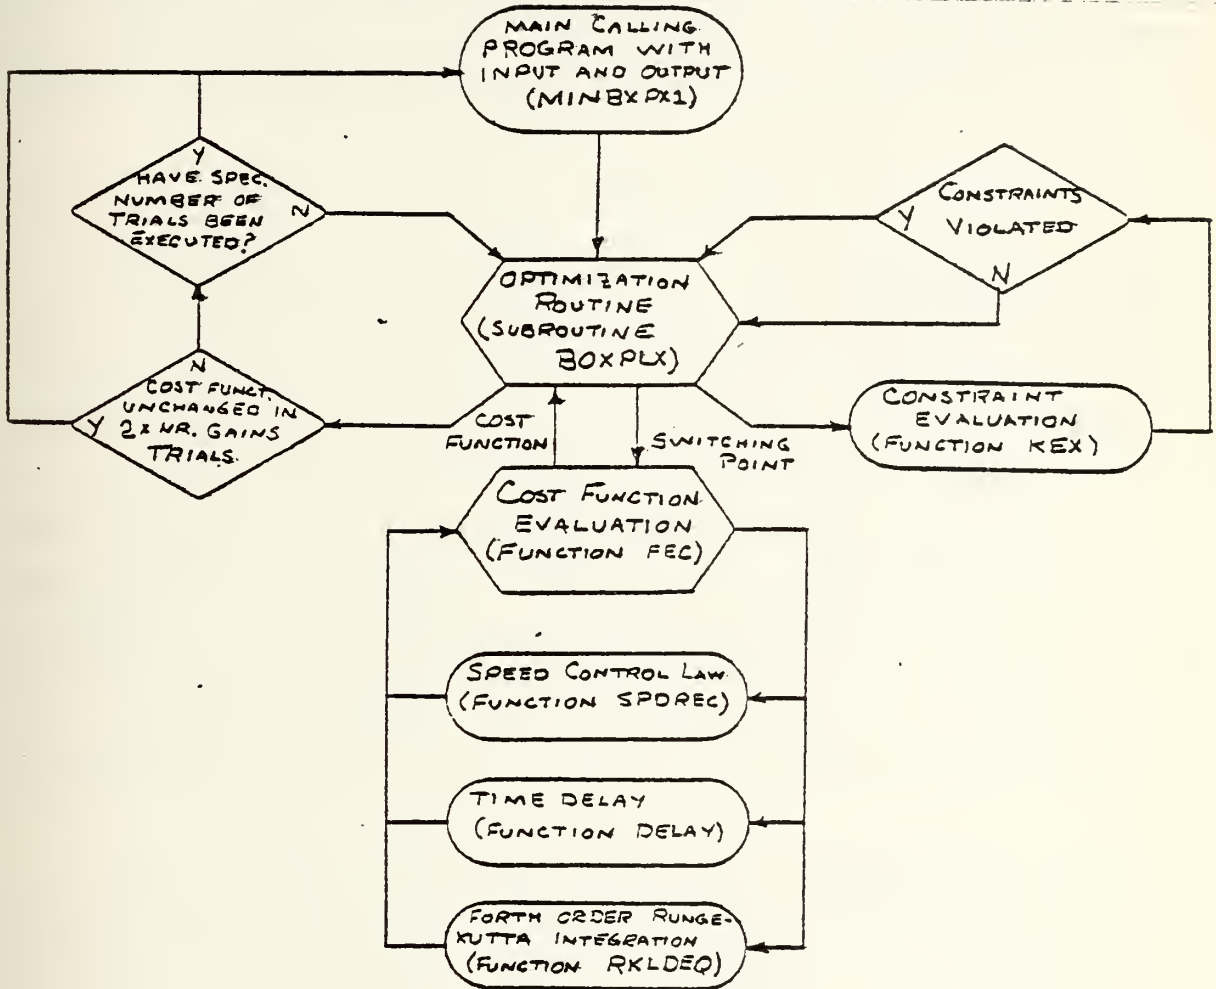 MAIN CALLING
PROGRAM WITH
INPUT AND OUTPUT
(MINBXPX1)
Y
HAVE SPEC.
NUMBER OF
TRIALS BEEN
EXECUTED?
N
CONSTRAINTS
VIOLATED
Y
N
OPTIMIZATION
ROUTINE
(SUBROUTINE
BOXPLX)
N
COST FUNCT.
UNCHANGED IN
2X NR. GAINS
TRIALS.
Y
COST
FUNCTION
SWITCHING
POINT
CONSTRAINT
EVALUATION
(FUNCTION KEX)
COST FUNCTION
EVALUATION
(FUNCTION FEC)
SPEED CONTROL LAW
(FUNCTION SPDREC)
TIME DELAY
(FUNCTION DELAY)
FORTH ORDER RUNGE-
KUTTA INTEGRATION
(FUNCTION RKLDEQ)